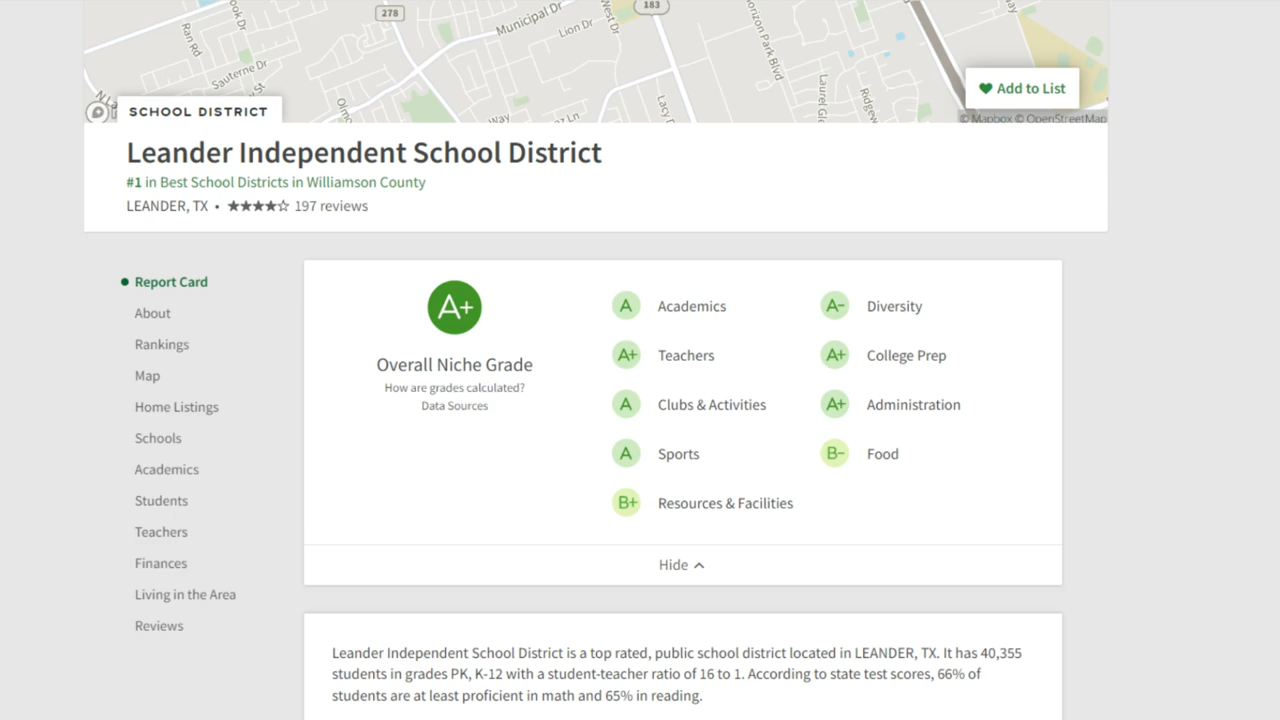 278
183
Municipal Dr
Lion Dr
Ran Rd
Sauterne Dr
West Dr
Horizon Park Blvd
Laurel
Lacy
Way
SCHOOL DISTRICT
Add to List
© Mapbox © OpenStreetMap
Leander Independent School District
#1 in Best School Districts in Williamson County
LEANDER, TX • ★★★★☆ 197 reviews
Report Card
About
Rankings
Map
Home Listings
Schools
Academics
Students
Teachers
Finances
Living in the Area
Reviews
A+
Overall Niche Grade
How are grades calculated?
Data Sources
A Academics
A- Diversity
A+ Teachers
A+ College Prep
A Clubs & Activities
A+ Administration
A Sports
B- Food
B+ Resources & Facilities
Hide
Leander Independent School District is a top rated, public school district located in LEANDER, TX. It has 40,355
students in grades PK, K-12 with a student-teacher ratio of 16 to 1. According to state test scores, 66% of
students are at least proficient in math and 65% in reading.